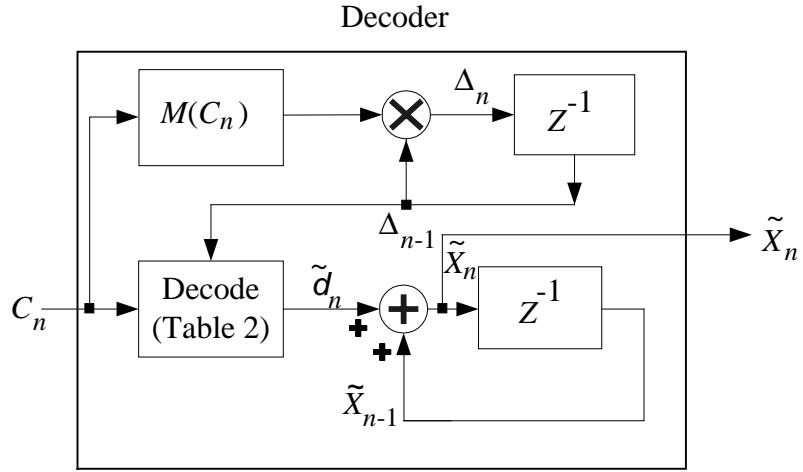 Decoder
M(Cₙ)
Δₙ
Z⁻¹
Δₙ₋₁
X̃ₙ
X̃ₙ
Cₙ
Decode
(Table 2)
d̃ₙ
Z⁻¹
X̃ₙ₋₁